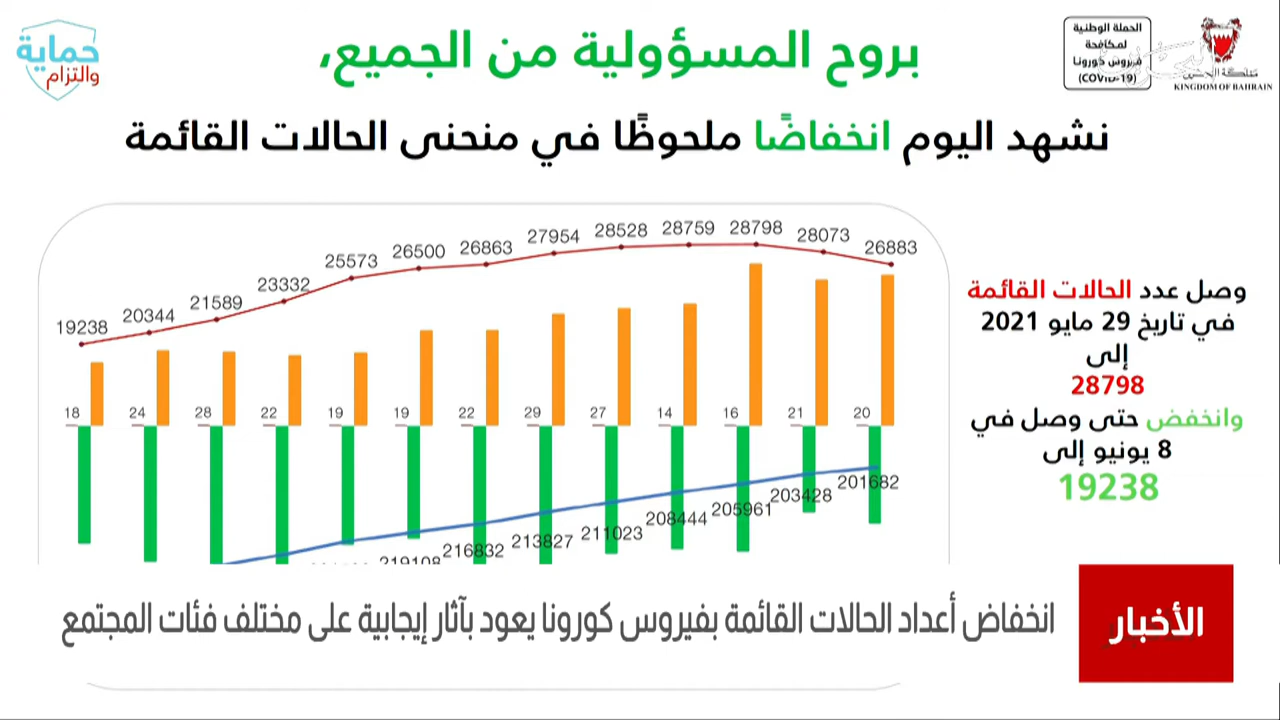 حماية
والتزام
بروح المسؤولية من الجميع،
الحملة الوطنية
لمكافحة
فيروس كورونا
(COVID-19)
مملكة البحرين
KINGDOM OF BAHRAIN
نشهد اليوم انخفاضًا ملحوظًا في منحنى الحالات القائمة
19238 20344 21589 23332 25573 26500 26863 27954 28528 28759 28798 28073 26883
18 24 28 22 19 19 22 29 27 14 16 21 20
219108 216832 213827 211023 208444 205961 203428 201682
وصل عدد الحالات القائمة
في تاريخ 29 مايو 2021
إلى
28798
وانخفض حتى وصل في
8 يونيو إلى
19238
الأخبار
انخفاض أعداد الحالات القائمة بفيروس كورونا يعود بآثار إيجابية على مختلف فئات المجتمع